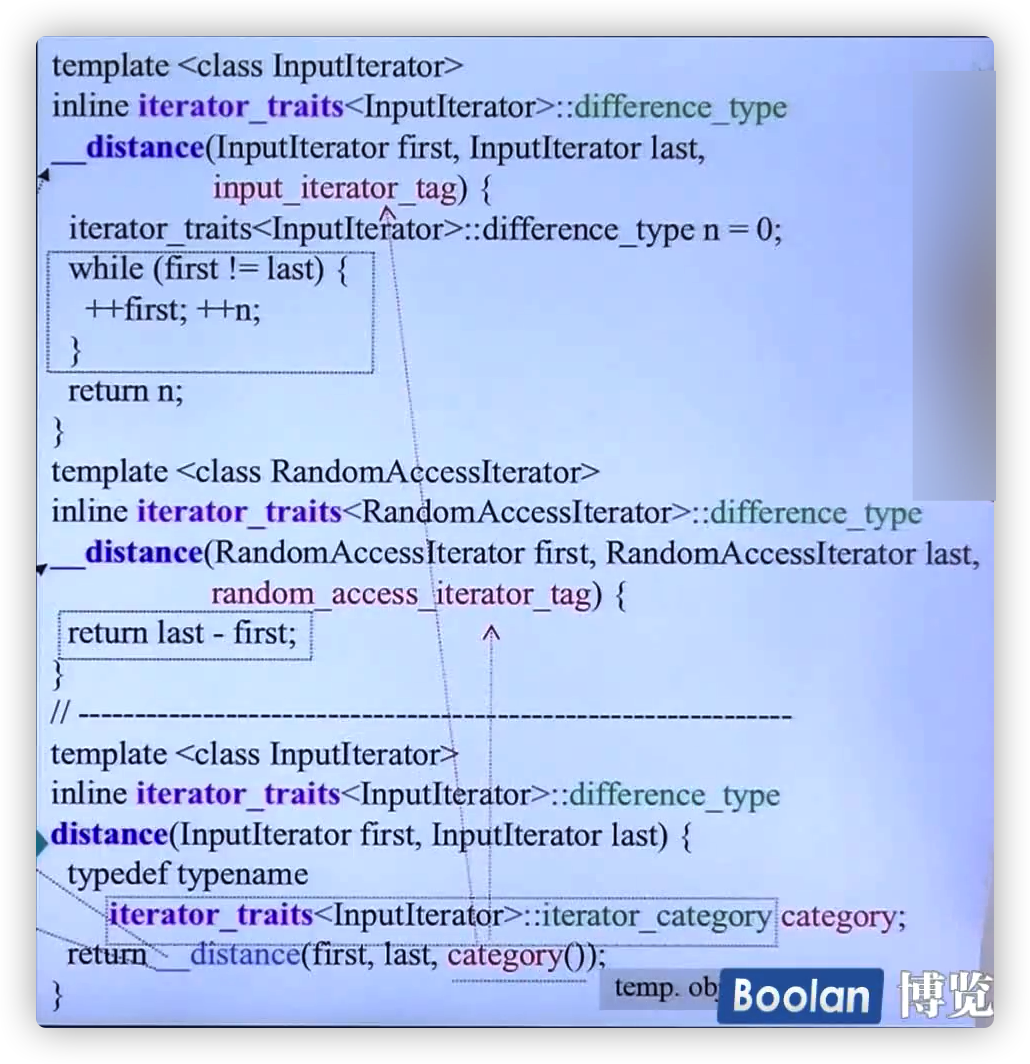 template <class InputIterator>
inline iterator_traits<InputIterator>::difference_type
__distance(InputIterator first, InputIterator last,
input_iterator_tag) {
iterator_traits<InputIterator>::difference_type n = 0;
while (first != last) {
++first; ++n;
}
return n;
}
template <class RandomAccessIterator>
inline iterator_traits<RandomAccessIterator>::difference_type
__distance(RandomAccessIterator first, RandomAccessIterator last,
random_access_iterator_tag) {
return last - first;
}
// ------------------------------------------------------------------
template <class InputIterator>
inline iterator_traits<InputIterator>::difference_type
distance(InputIterator first, InputIterator last) {
typedef typename
iterator_traits<InputIterator>::iterator_category category;
return __distance(first, last, category());
temp. obj
}
Boolan 博览